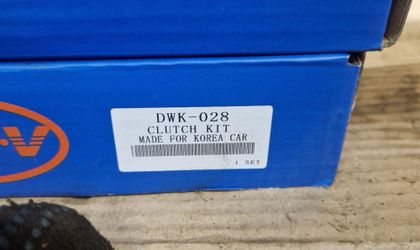 DWK-028
CLUTCH KIT
MADE FOR KOREA CAR
1 SET